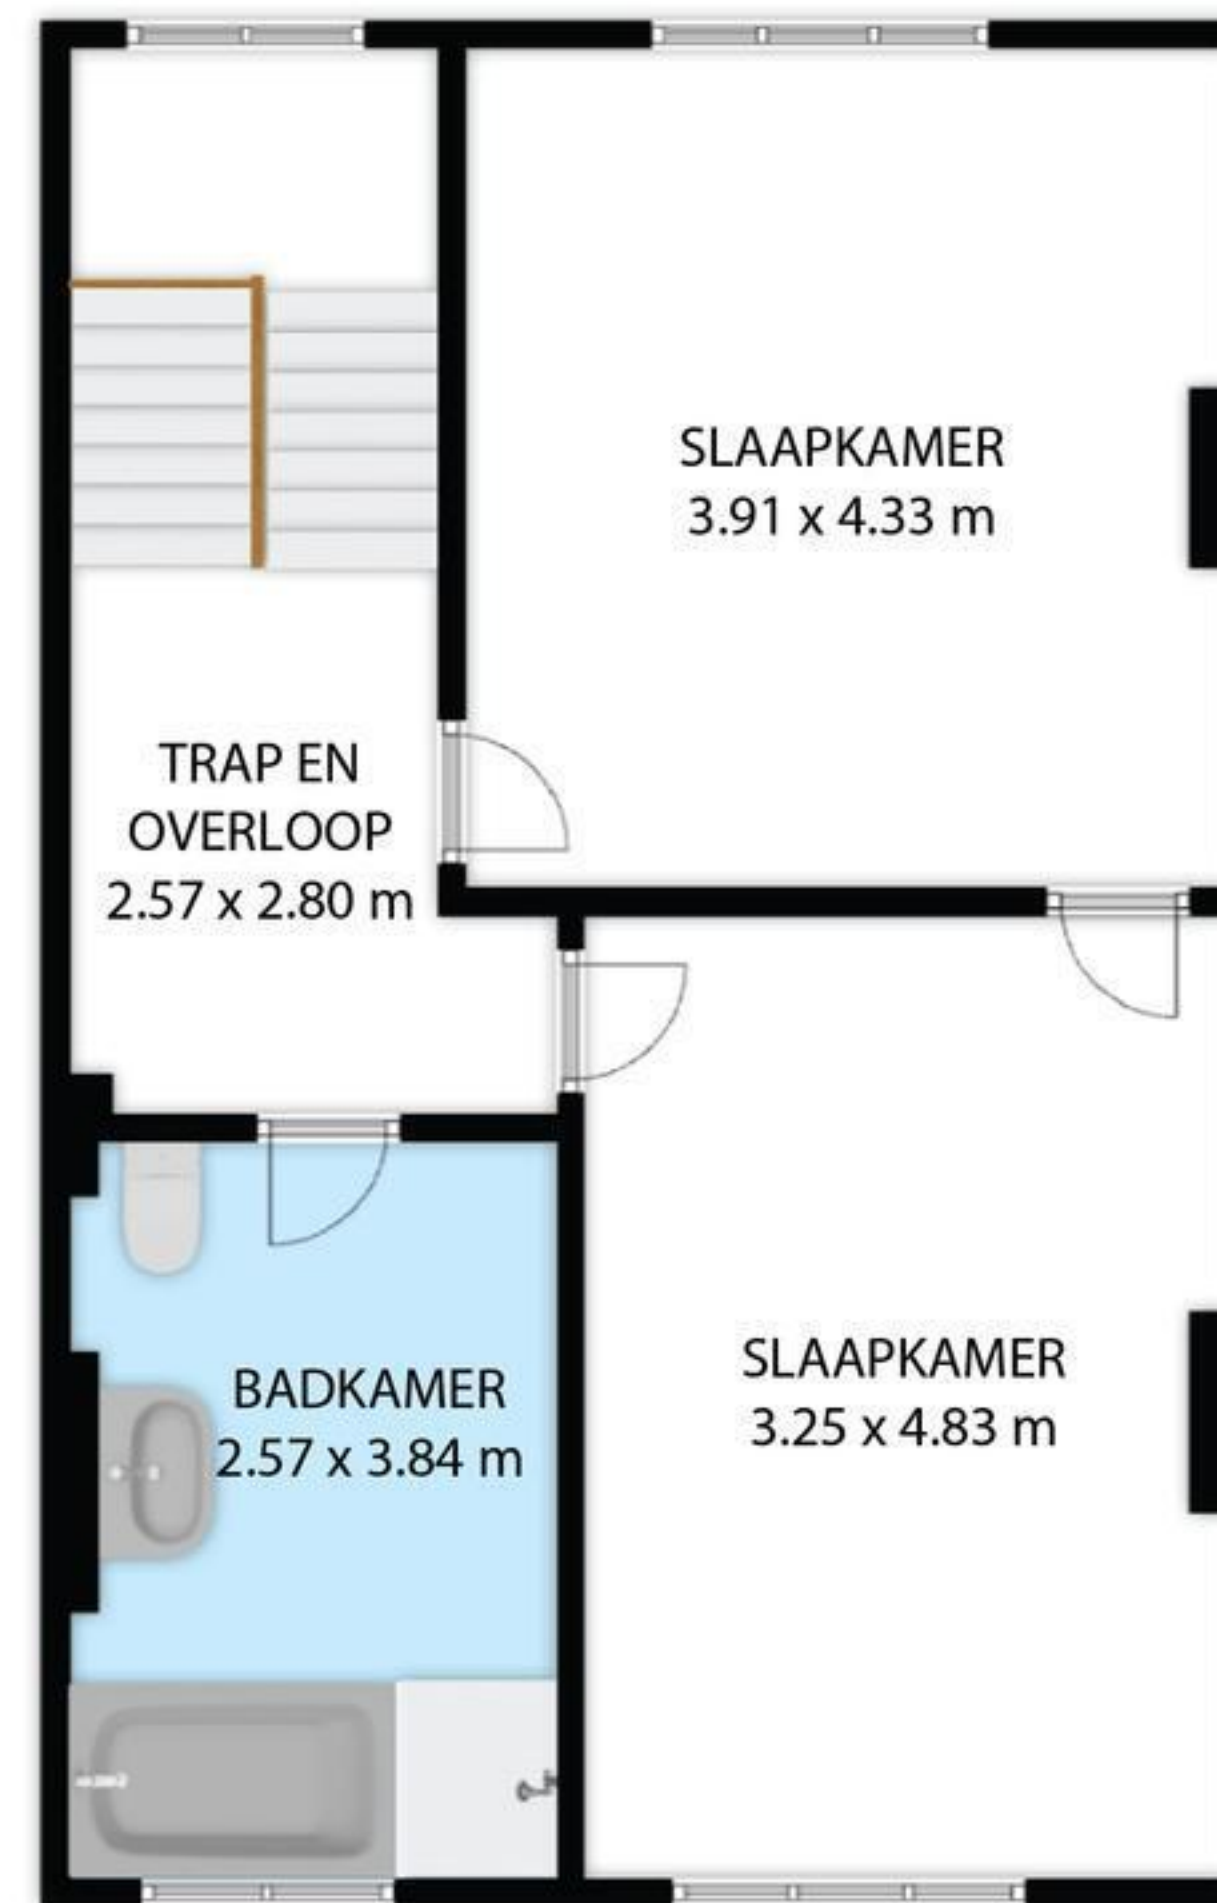 SLAAPKAMER
3.91 x 4.33 m
TRAP EN
OVERLOOP
2.57 x 2.80 m
SLAAPKAMER
3.25 x 4.83 m
BADKAMER
2.57 x 3.84 m